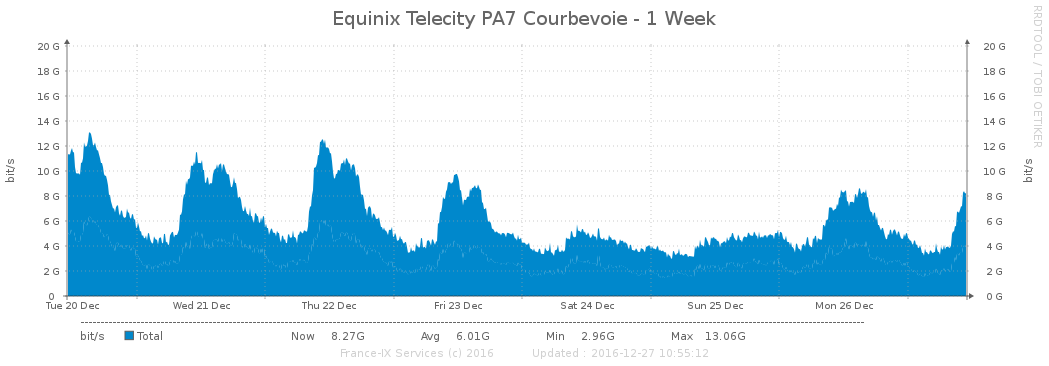 Equinix Telecity PA7 Courbevoie - 1 Week
RRDTOOL / TOBI OETIKER
20 G 20 G
18 G 18 G
16 G 16 G
14 G 14 G
12 G 12 G
10 G 10 G
8 G 8 G
6 G 6 G
4 G 4 G
2 G 2 G
0 0 G
bit/s bit/s
Tue 20 Dec Wed 21 Dec Thu 22 Dec Fri 23 Dec Sat 24 Dec Sun 25 Dec Mon 26 Dec
bit/s Total Now 8.27G Avg 6.01G Min 2.96G Max 13.06G
France-IX Services (c) 2016 Updated : 2016-12-27 10:55:12